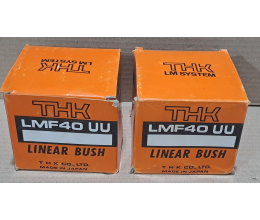 THK
LM SYSTEM
THK
LMF40 UU
LINEAR BUSH
T H K CO., LTD.
MADE IN JAPAN
THK
LM SYSTEM
THK
LMF40 UU
LINEAR BUSH
T H K CO., LTD.
MADE IN JAPAN